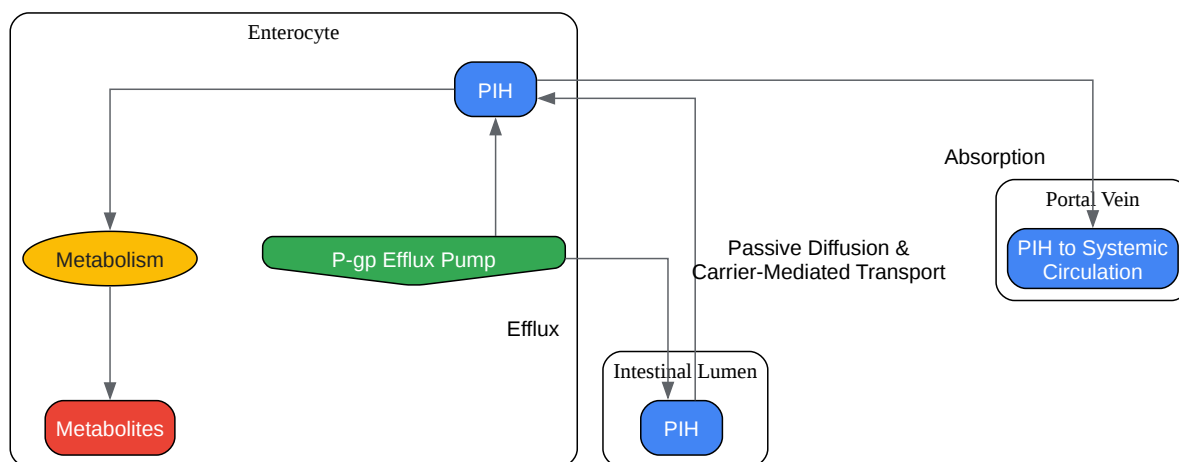 Enterocyte
PIH
Absorption
Portal Vein
PIH to Systemic
Circulation
Metabolism
P-gp Efflux Pump
Passive Diffusion &
Carrier-Mediated Transport
Efflux
Intestinal Lumen
Metabolites
PIH